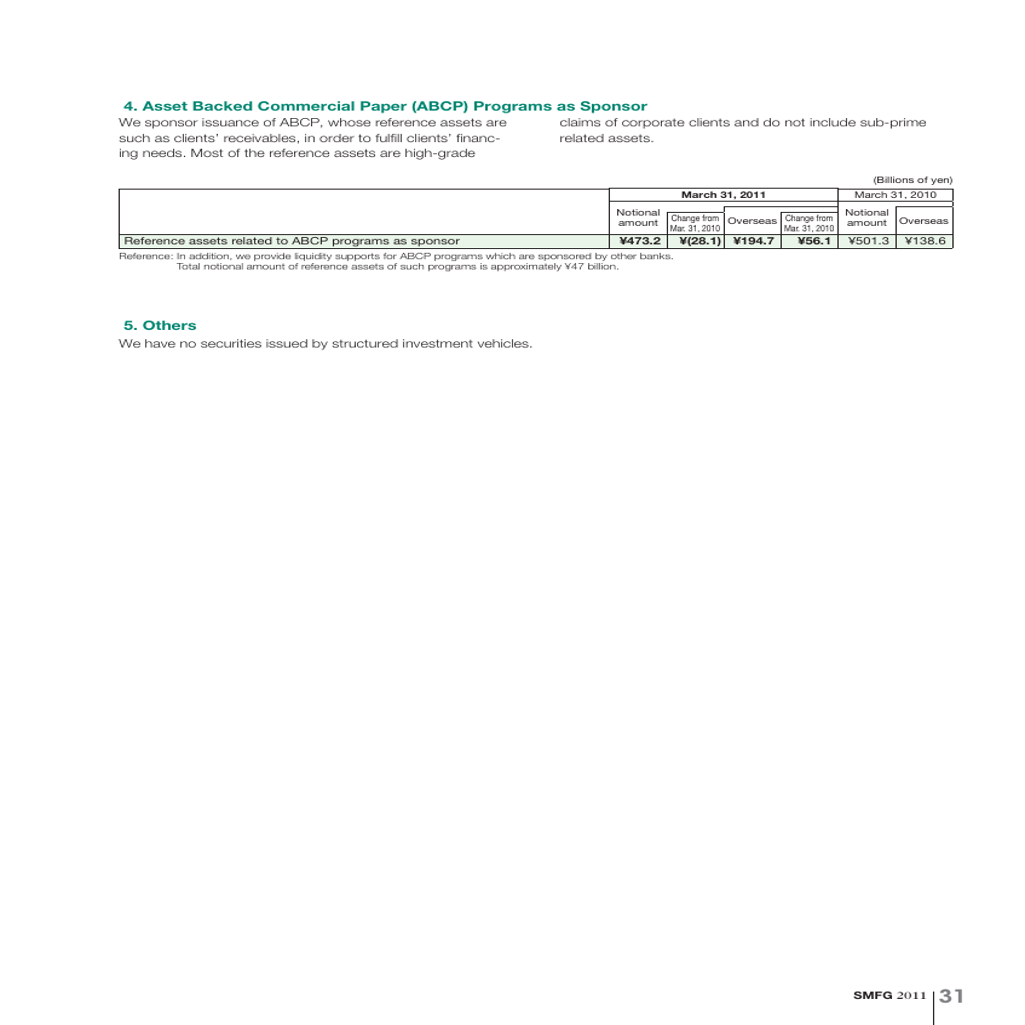 4. Asset Backed Commercial Paper (ABCP) Programs as Sponsor
We sponsor issuance of ABCP, whose reference assets are
such as clients’ receivables, in order to fulfill clients’ financ-
ing needs. Most of the reference assets are high-grade
claims of corporate clients and do not include sub-prime
related assets.
(Billions of yen)
March 31, 2011 March 31, 2010
Notional amount Change from Mar. 31, 2010 Overseas Change from Mar. 31, 2010 Notional amount Overseas
Reference assets related to ABCP programs as sponsor ¥473.2 ¥(28.1) ¥194.7 ¥56.1 ¥501.3 ¥138.6
Reference: In addition, we provide liquidity supports for ABCP programs which are sponsored by other banks.
Total notional amount of reference assets of such programs is approximately ¥47 billion.
5. Others
We have no securities issued by structured investment vehicles.
SMFG 2011 31